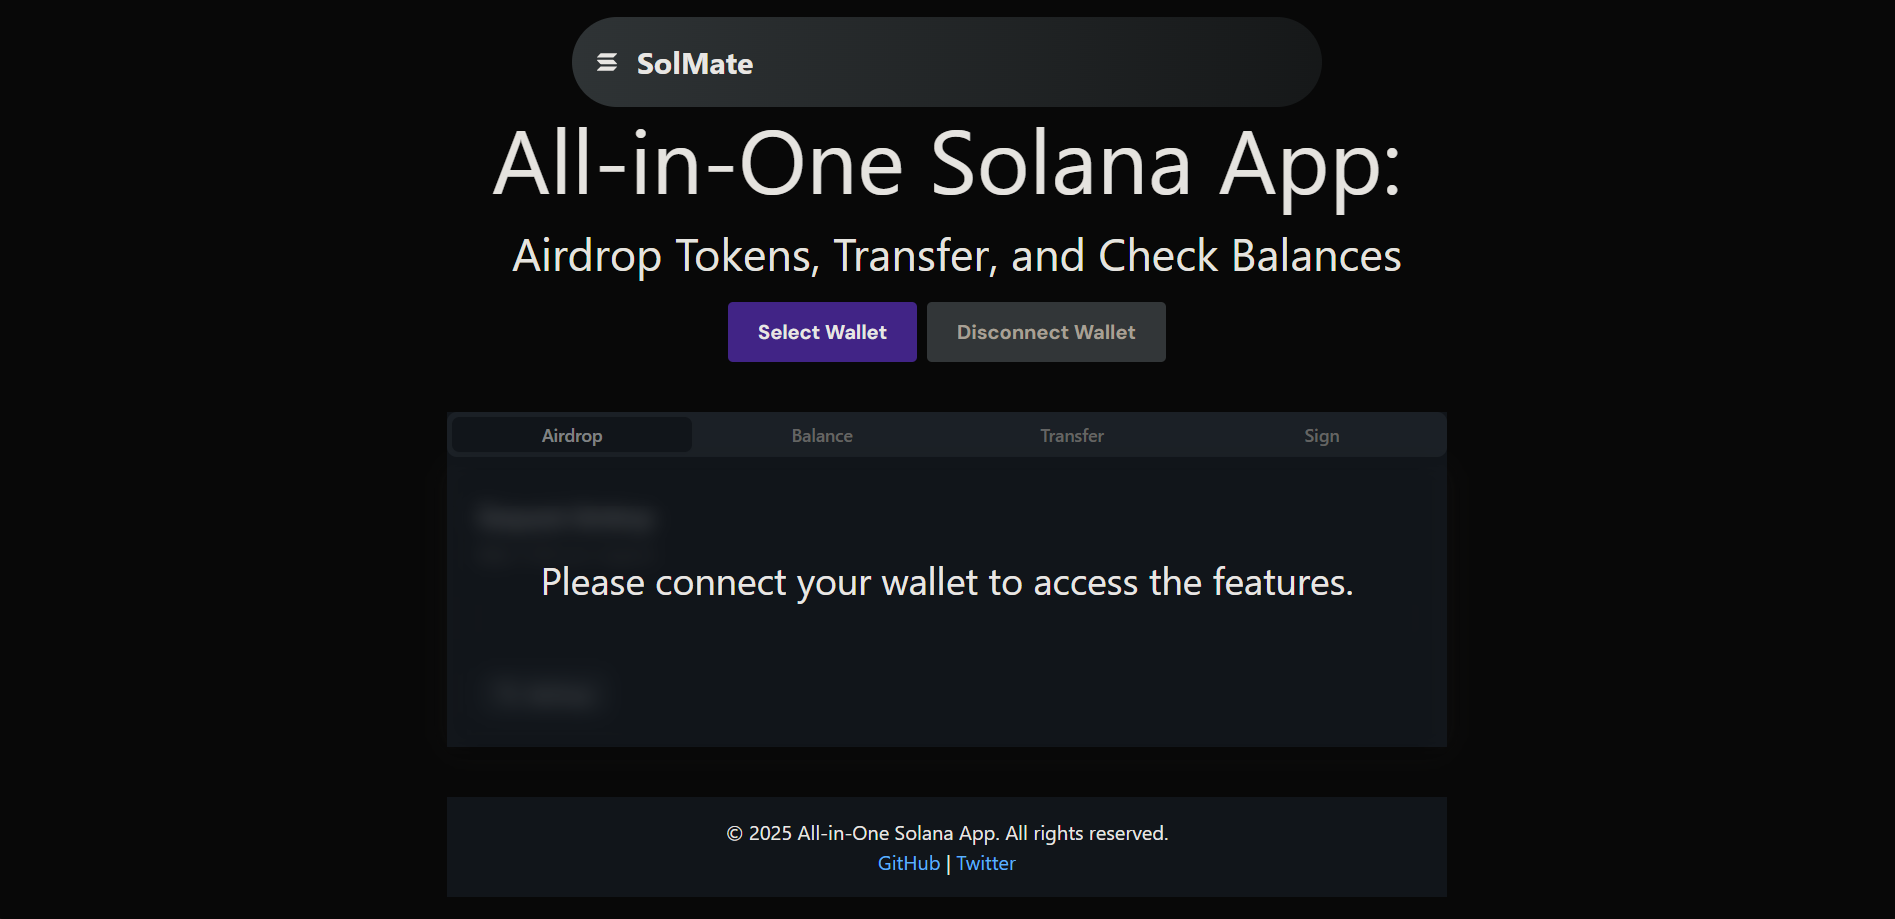 SolMate
All-in-One Solana App:
Airdrop Tokens, Transfer, and Check Balances
Select Wallet
Disconnect Wallet
Airdrop
Balance
Transfer
Sign
Please connect your wallet to access the features.
© 2025 All-in-One Solana App. All rights reserved.
GitHub | Twitter